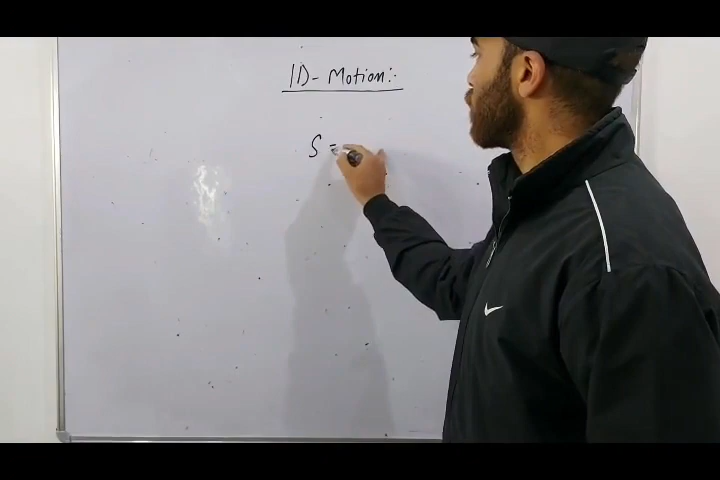 1D- Motion:-
S =